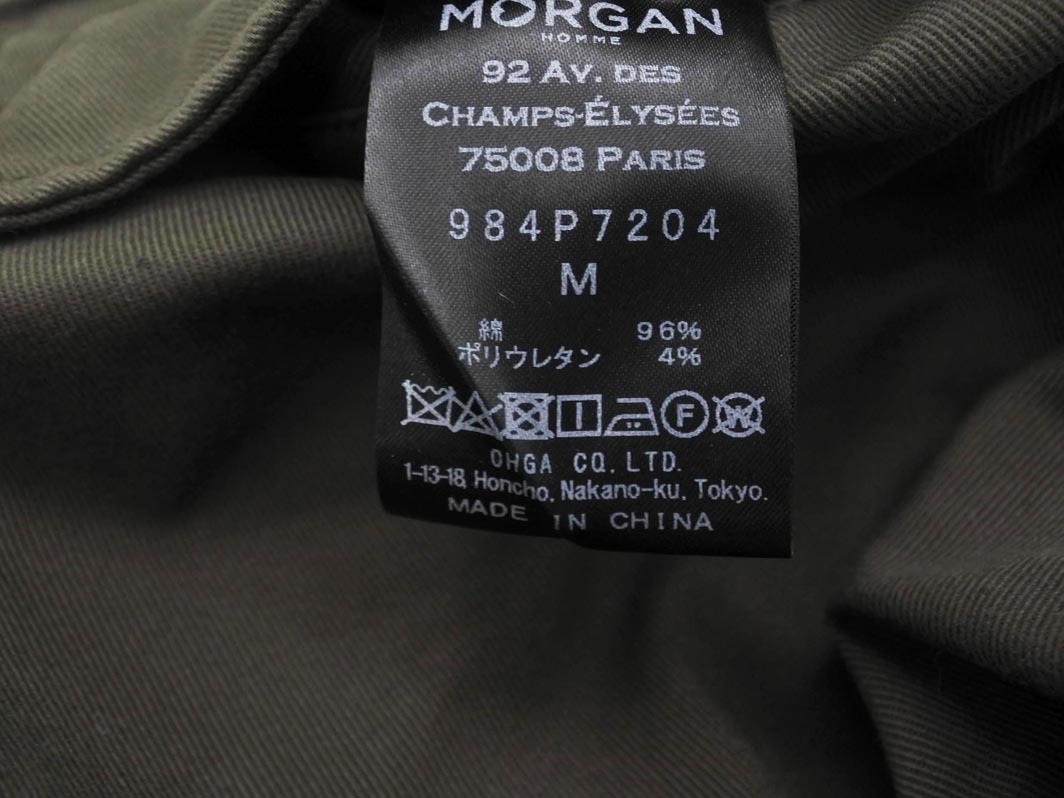 MORGAN
HOMME
92 AV. DES
CHAMPS-ÉLYSÉES
75008 PARIS
984P7204
M
綿 96%
ポリウレタン 4%
F W
OHGA CO.LTD.
1-13-18, Honcho, Nakano-ku, Tokyo.
MADE IN CHINA